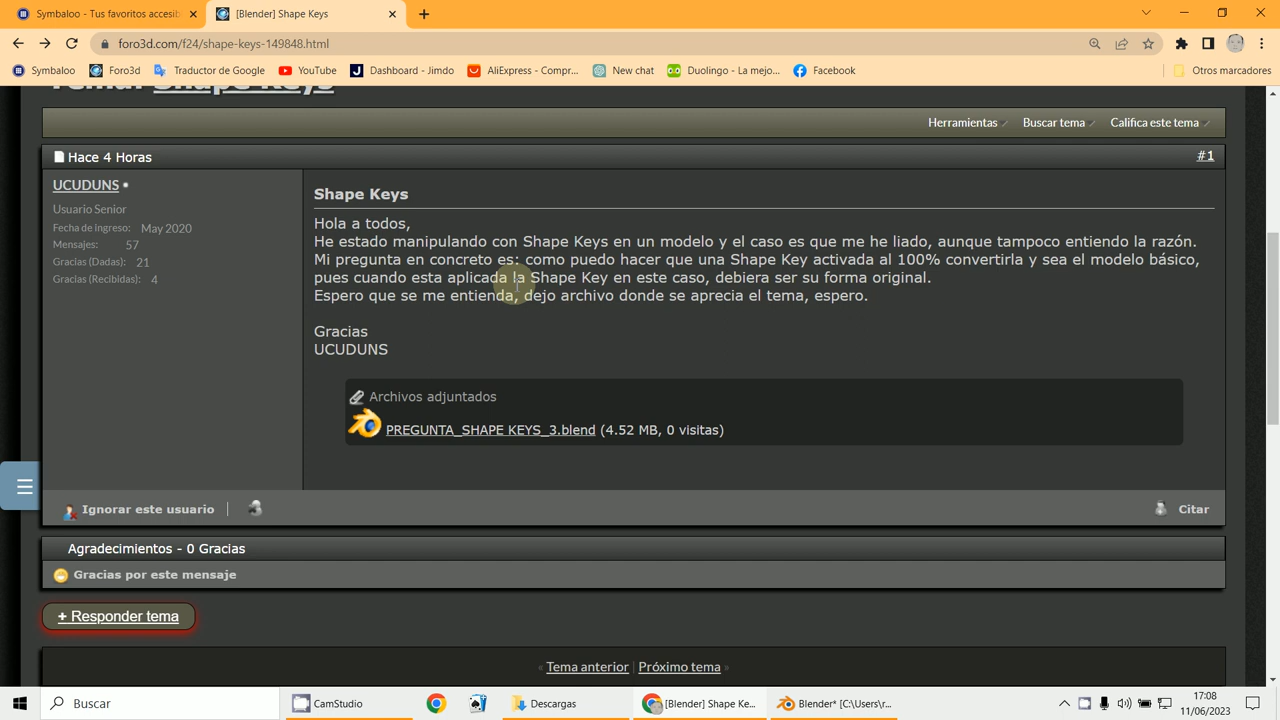 Symbaloo - Tus favoritos accesib
[Blender] Shape Keys
foro3d.com/f24/shape-keys-149848.html
Symbaloo
Foro3d
Traductor de Google
YouTube
Dashboard - Jimdo
AliExpress - Compr...
New chat
Duolingo - La mejo...
Facebook
Otros marcadores
Tema: Shape Keys
Herramientas
Buscar tema
Califica este tema
Hace 4 Horas
#1
UCUDUNS
Usuario Senior
Fecha de ingreso: May 2020
Mensajes: 57
Gracias (Dadas): 21
Gracias (Recibidas): 4
Shape Keys
Hola a todos,
He estado manipulando con Shape Keys en un modelo y el caso es que me he liado, aunque tampoco entiendo la razón.
Mi pregunta en concreto es: como puedo hacer que una Shape Key activada al 100% convertirla y sea el modelo básico,
pues cuando esta aplicada la Shape Key en este caso, debiera ser su forma original.
Espero que se me entienda, dejo archivo donde se aprecia el tema, espero.
Gracias
UCUDUNS
Archivos adjuntados
PREGUNTA_SHAPE KEYS_3.blend (4.52 MB, 0 visitas)
Ignorar este usuario
Citar
Agradecimientos - 0 Gracias
Gracias por este mensaje
+ Responder tema
« Tema anterior | Próximo tema »
Buscar
CamStudio
Descargas
[Blender] Shape Ke...
Blender* [C:\Users\r...
17:08
11/06/2023